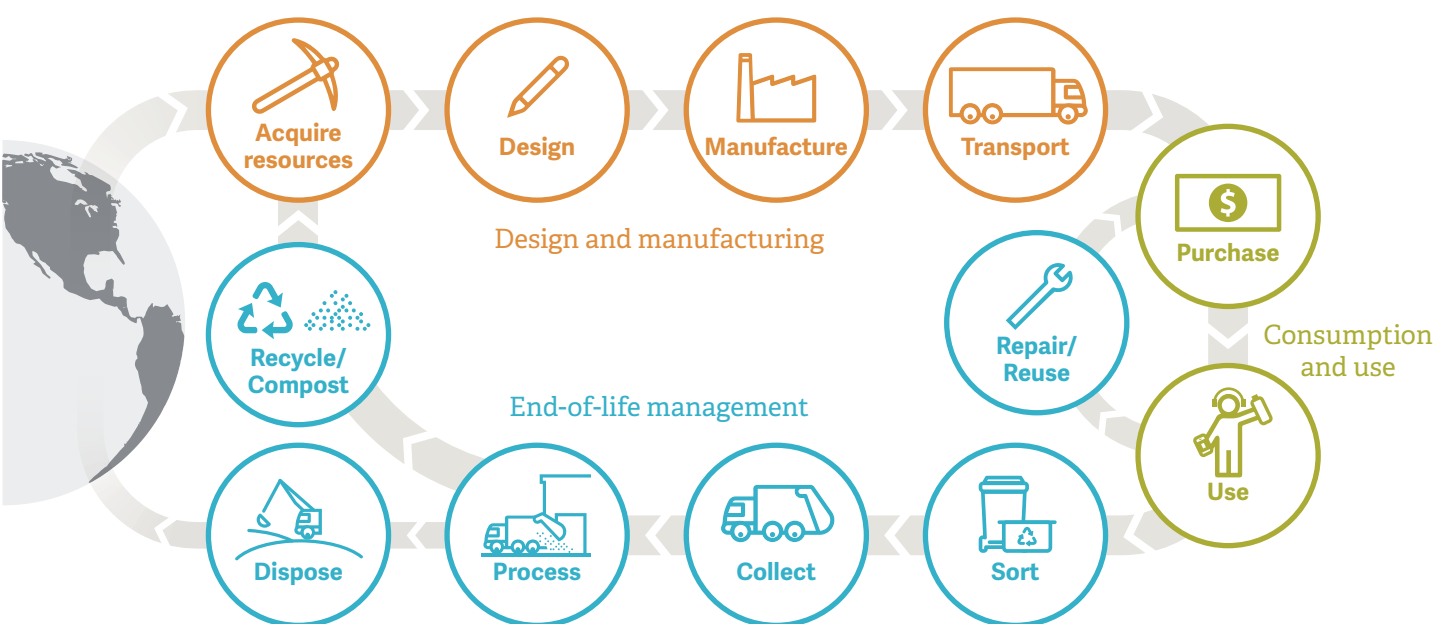 Acquire
resources
Design
Manufacture
Transport
Design and manufacturing
$
Purchase
Consumption
and use
Use
Repair/
Reuse
Recycle/
Compost
End-of-life management
Dispose
Process
Collect
Sort